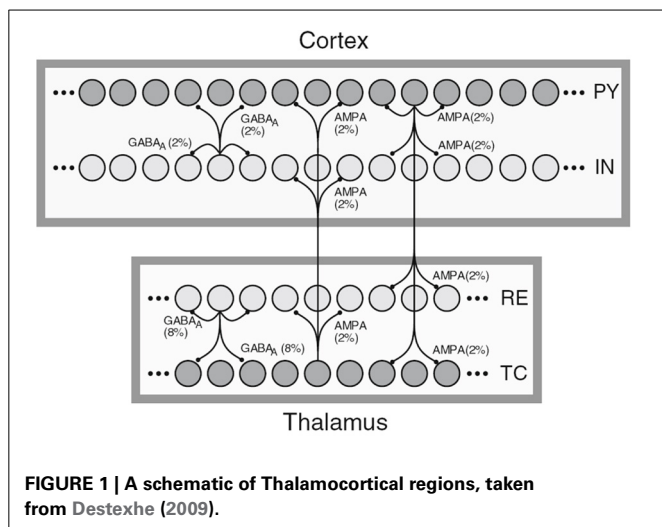 Cortex
••• ••• PY
GABAA
(2%)
AMPA
(2%)
AMPA(2%)
GABAA (2%)
AMPA(2%)
••• ••• IN
AMPA
(2%)
AMPA(2%)
••• ••• RE
GABAA
(8%)
AMPA
(2%)
GABAA (8%)
AMPA(2%)
••• ••• TC
Thalamus
FIGURE 1 | A schematic of Thalamocortical regions, taken
from Destexhe (2009).